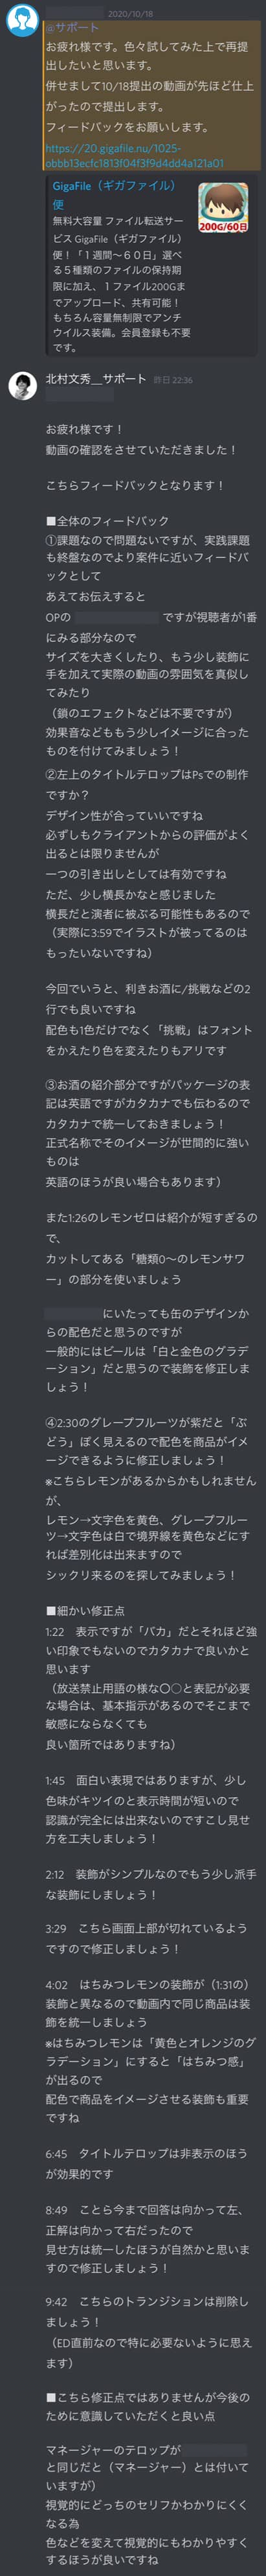 2020/10/18
@サポート
お疲れ様です。色々試してみた上で再提
出したいと思います。
併せまして10/18提出の動画が先ほど仕上
がったので提出します。
フィードバックをお願いします。
https://20.gigafile.nu/1025-
obbb13ecfc1813f04f3f9d4dd4a121a01
GigaFile（ギガファイル）
便
無料大容量 ファイル転送サー
ビス GigaFile（ギガファイル）
便！「１週間～６０日」選べ
る５種類のファイルの保持期
限に加え、１ファイル200Gま
でアップロード、共有可能！
もちろん容量無制限でアンチ
ウイルス装備。会員登録も不要
です。
200G/60日
北村文秀__サポート 昨日 22:36
お疲れ様です！
動画の確認をさせていただきました！
こちらフィードバックとなります！
■全体のフィードバック
①課題なので問題ないですが、実践課題
も終盤なのでより案件に近いフィードバ
ックとして
あえてお伝えすると
OPの ですが視聴者が1番
にみる部分なので
サイズを大きくしたり、もう少し装飾に
手を加えて実際の動画の雰囲気を真似し
てみたり
（鎖のエフェクトなどは不要ですが）
効果音などももう少しイメージに合った
ものを付けてみましょう！
②左上のタイトルテロップはPsでの制作
ですか？
デザイン性が合っていいですね
必ずしもクライアントからの評価がよく
出るとは限りませんが
一つの引き出しとしては有効ですね
ただ、少し横長かなと感じました
横長だと演者に被ぶる可能性もあるので
（実際に3:59でイラストが被ってるのは
もったいないですね）
今回でいうと、利きお酒に/挑戦などの2
行でも良いですね
配色も1色だけでなく「挑戦」はフォント
をかえたり色を変えたりもアリです
③お酒の紹介部分ですがパッケージの表
記は英語ですがカタカナでも伝わるので
カタカナで統一しておきましょう！
正式名称でそのイメージが世間的に強い
ものは
英語のほうが良い場合もあります）
また1:26のレモンゼロは紹介が短すぎるの
で、
カットしてある「糖類0～のレモンサワ
ー」の部分を使いましょう
にいたっても缶のデザインか
らの配色だと思うのですが
一般的にはビールは「白と金色のグラデ
ーション」だと思うので装飾を修正しま
しょう！
④2:30のグレープフルーツが紫だと「ぶ
どう」ぽく見えるので配色を商品がイメ
ージできるように修正しましょう！
※こちらレモンがあるからかもしれません
が、
レモン→文字色を黄色、グレープフルー
ツ→文字色は白で境界線を黄色などにす
れば差別化は出来ますので
シックリ来るのを探してみましょう！
■細かい修正点
1:22　表示ですが「バカ」だとそれほど強
い印象でもないのでカタカナで良いかと
思います
（放送禁止用語の様な〇〇と表記が必要
な場合は、基本指示があるのでそこまで
敏感にならなくても
良い箇所ではありますね）
1:45　面白い表現ではありますが、少し
色味がキツイのと表示時間が短いので
認識が完全には出来ないのですこし見せ
方を工夫しましょう！
2:12　装飾がシンプルなのでもう少し派手
な装飾にしましょう！
3:29　こちら画面上部が切れているよう
ですので修正しましょう！
4:02　はちみつレモンの装飾が（1:31の）
装飾と異なるので動画内で同じ商品は装
飾を統一しましょう
※はちみつレモンは「黄色とオレンジのグ
ラデーション」にすると「はちみつ感」
が出るので
配色で商品をイメージさせる装飾も重要
ですね
6:45　タイトルテロップは非表示のほう
が効果的です
8:49　ことら今まで回答は向かって左、
正解は向かって右だったので
見せ方は統一したほうが自然かと思いま
すので修正しましょう！
9:42　こちらのトランジションは削除し
ましょう！
（ED直前なので特に必要ないように思え
ます）
■こちら修正点ではありませんが今後の
ために意識していただくと良い点
マネージャーのテロップが
と同じだと（マネージャー）とは付いて
いますが）
視覚的にどっちのセリフかわかりにくく
なる為
色などを変えて視覚的にもわかりやすく
するほうが良いですね